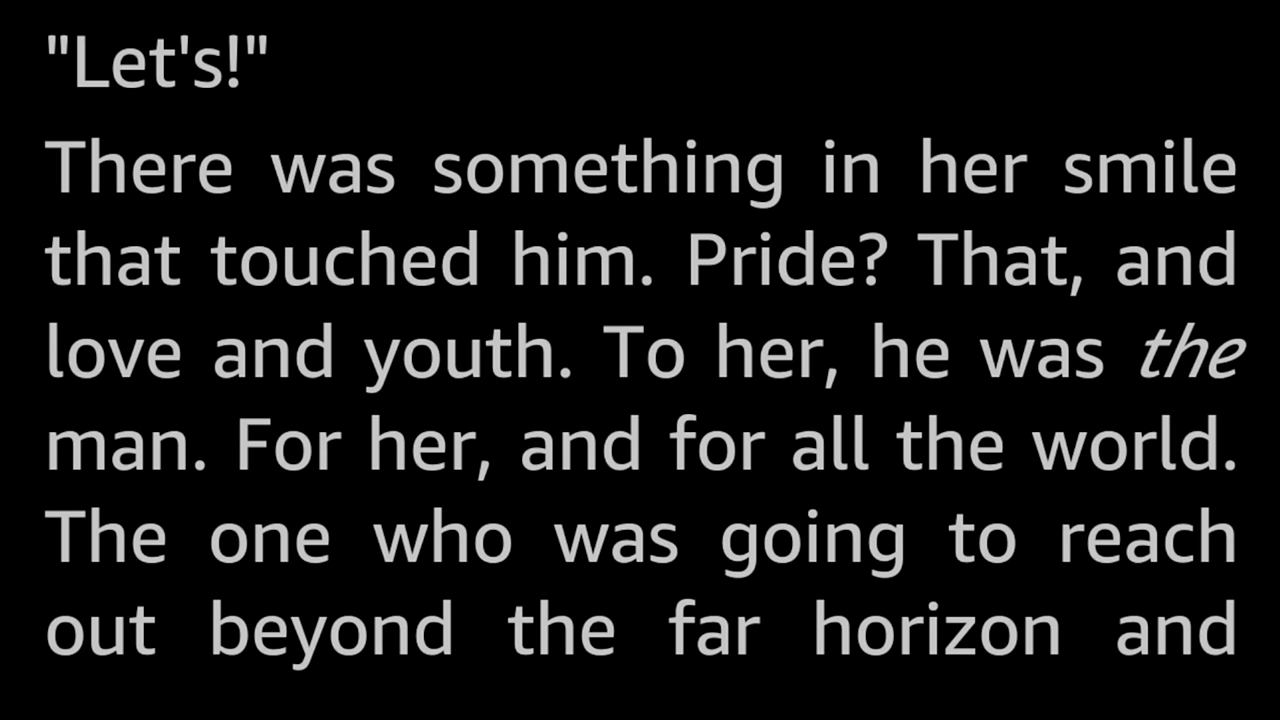 "Let's!"
There was something in her smile
that touched him. Pride? That, and
love and youth. To her, he was the
man. For her, and for all the world.
The one who was going to reach
out beyond the far horizon and